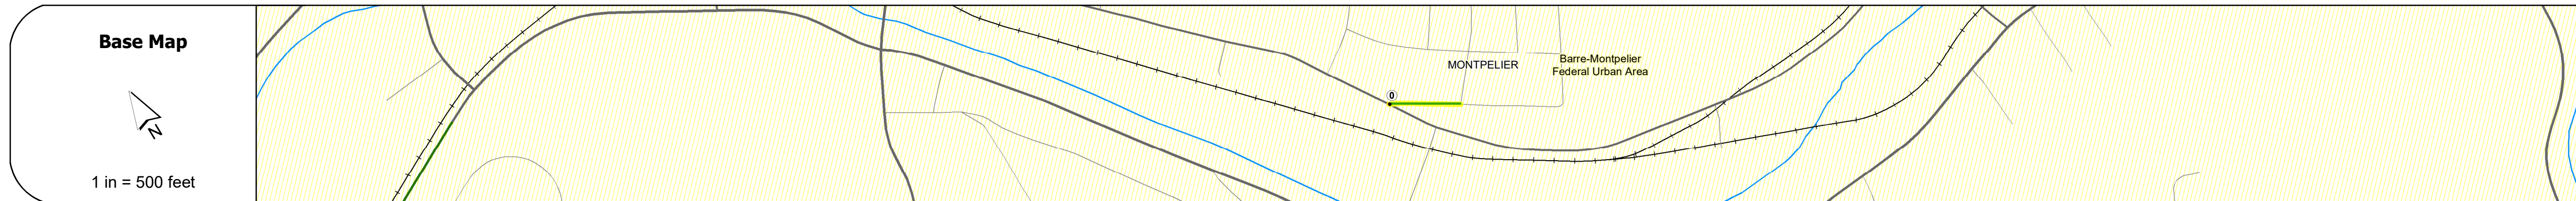 Base Map
N
1 in = 500 feet
0
MONTPELIER
Barre-Montpelier
Federal Urban Area